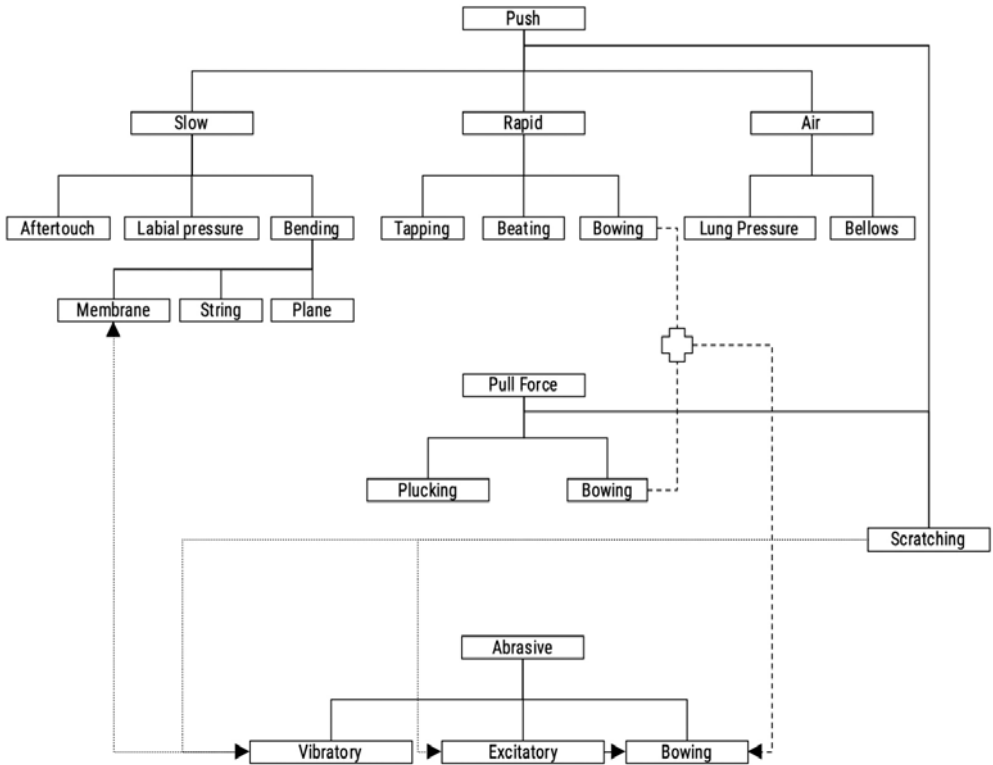 Push
Slow
Rapid
Air
Aftertouch
Labial pressure
Bending
Tapping
Beating
Bowing
Lung Pressure
Bellows
Membrane
String
Plane
Pull Force
Plucking
Bowing
Scratching
Abrasive
Vibratory
Excitatory
Bowing